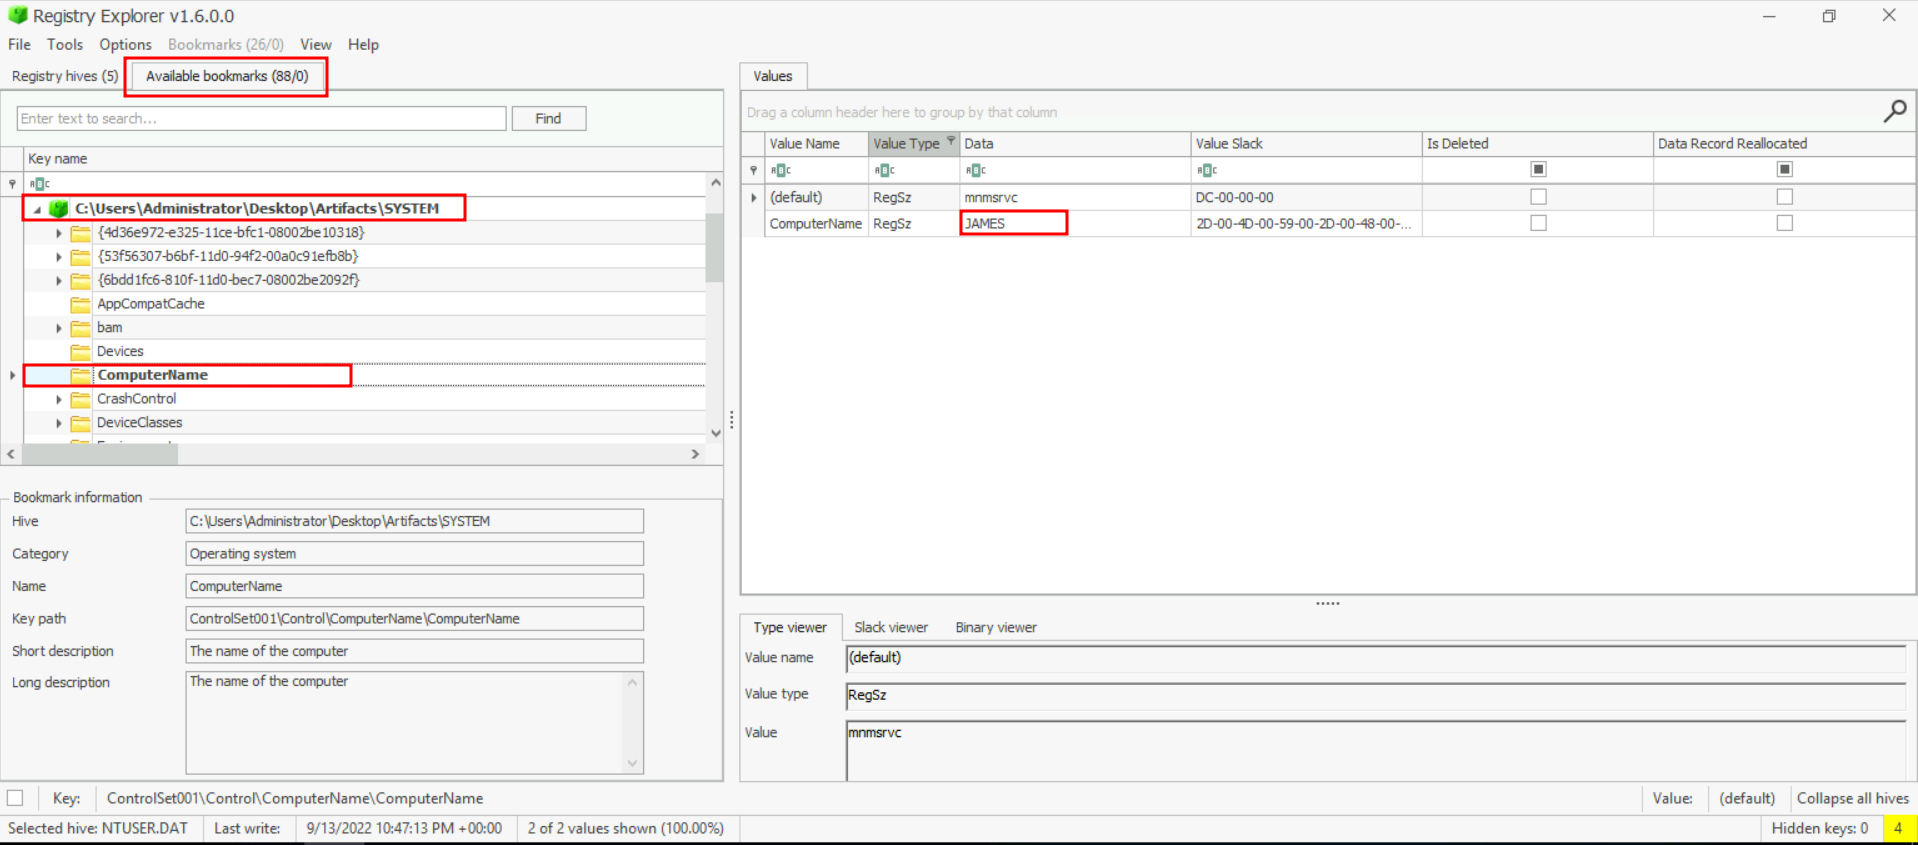 Registry Explorer v1.6.0.0
File Tools Options Bookmarks (26/0) View Help
Registry hives (5) Available bookmarks (88/0)
Enter text to search... Find
Key name
C:\Users\Administrator\Desktop\Artifacts\SYSTEM
{4d36e972-e325-11ce-bfc1-08002be10318}
{53f56307-b6bf-11d0-94f2-00a0c91efb8b}
{6bdd1fc6-810f-11d0-bec7-08002be2092f}
AppCompatCache
bam
Devices
ComputerName
CrashControl
DeviceClasses
Bookmark information
Hive C:\Users\Administrator\Desktop\Artifacts\SYSTEM
Category Operating system
Name ComputerName
Key path ControlSet001\Control\ComputerName\ComputerName
Short description The name of the computer
Long description The name of the computer
Values
Drag a column header here to group by that column
Value Name Value Type Data Value Slack Is Deleted Data Record Reallocated
(default) RegSz mnmsrvc DC-00-00-00
ComputerName RegSz JAMES 2D-00-4D-00-59-00-2D-00-48-00-...
Type viewer Slack viewer Binary viewer
Value name (default)
Value type RegSz
Value mnmsrvc
Key: ControlSet001\Control\ComputerName\ComputerName Value: (default) Collapse all hives
Selected hive: NTUSER.DAT Last write: 9/13/2022 10:47:13 PM +00:00 2 of 2 values shown (100.00%) Hidden keys: 0 4